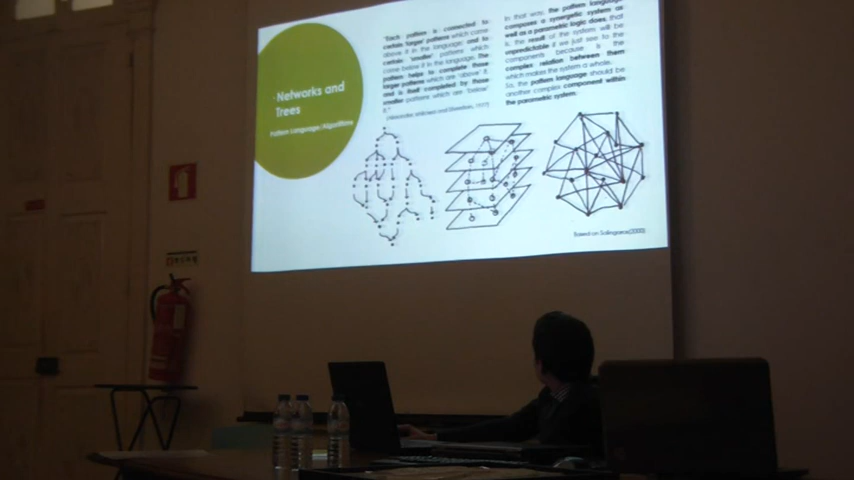 · Networks and
Trees
Pattern Language/Algorithms
"Each pattern is connected to
certain 'larger' patterns which come
above it in the language; and to
certain 'smaller' patterns which
come below it in the language. The
pattern helps to complete those
larger patterns which are 'above' it,
and is itself completed by those
smaller patterns which are 'below'
it."
In that way, the pattern language
composes a synergetic system as
well as a parametric logic does, that
is, the result of the system will be
unpredictable if we just see to the
components because is the
complex relation between them
which makes the system a whole.
So, the pattern language should be
another complex component within
the parametric system.
Based on Salingaros(2000)